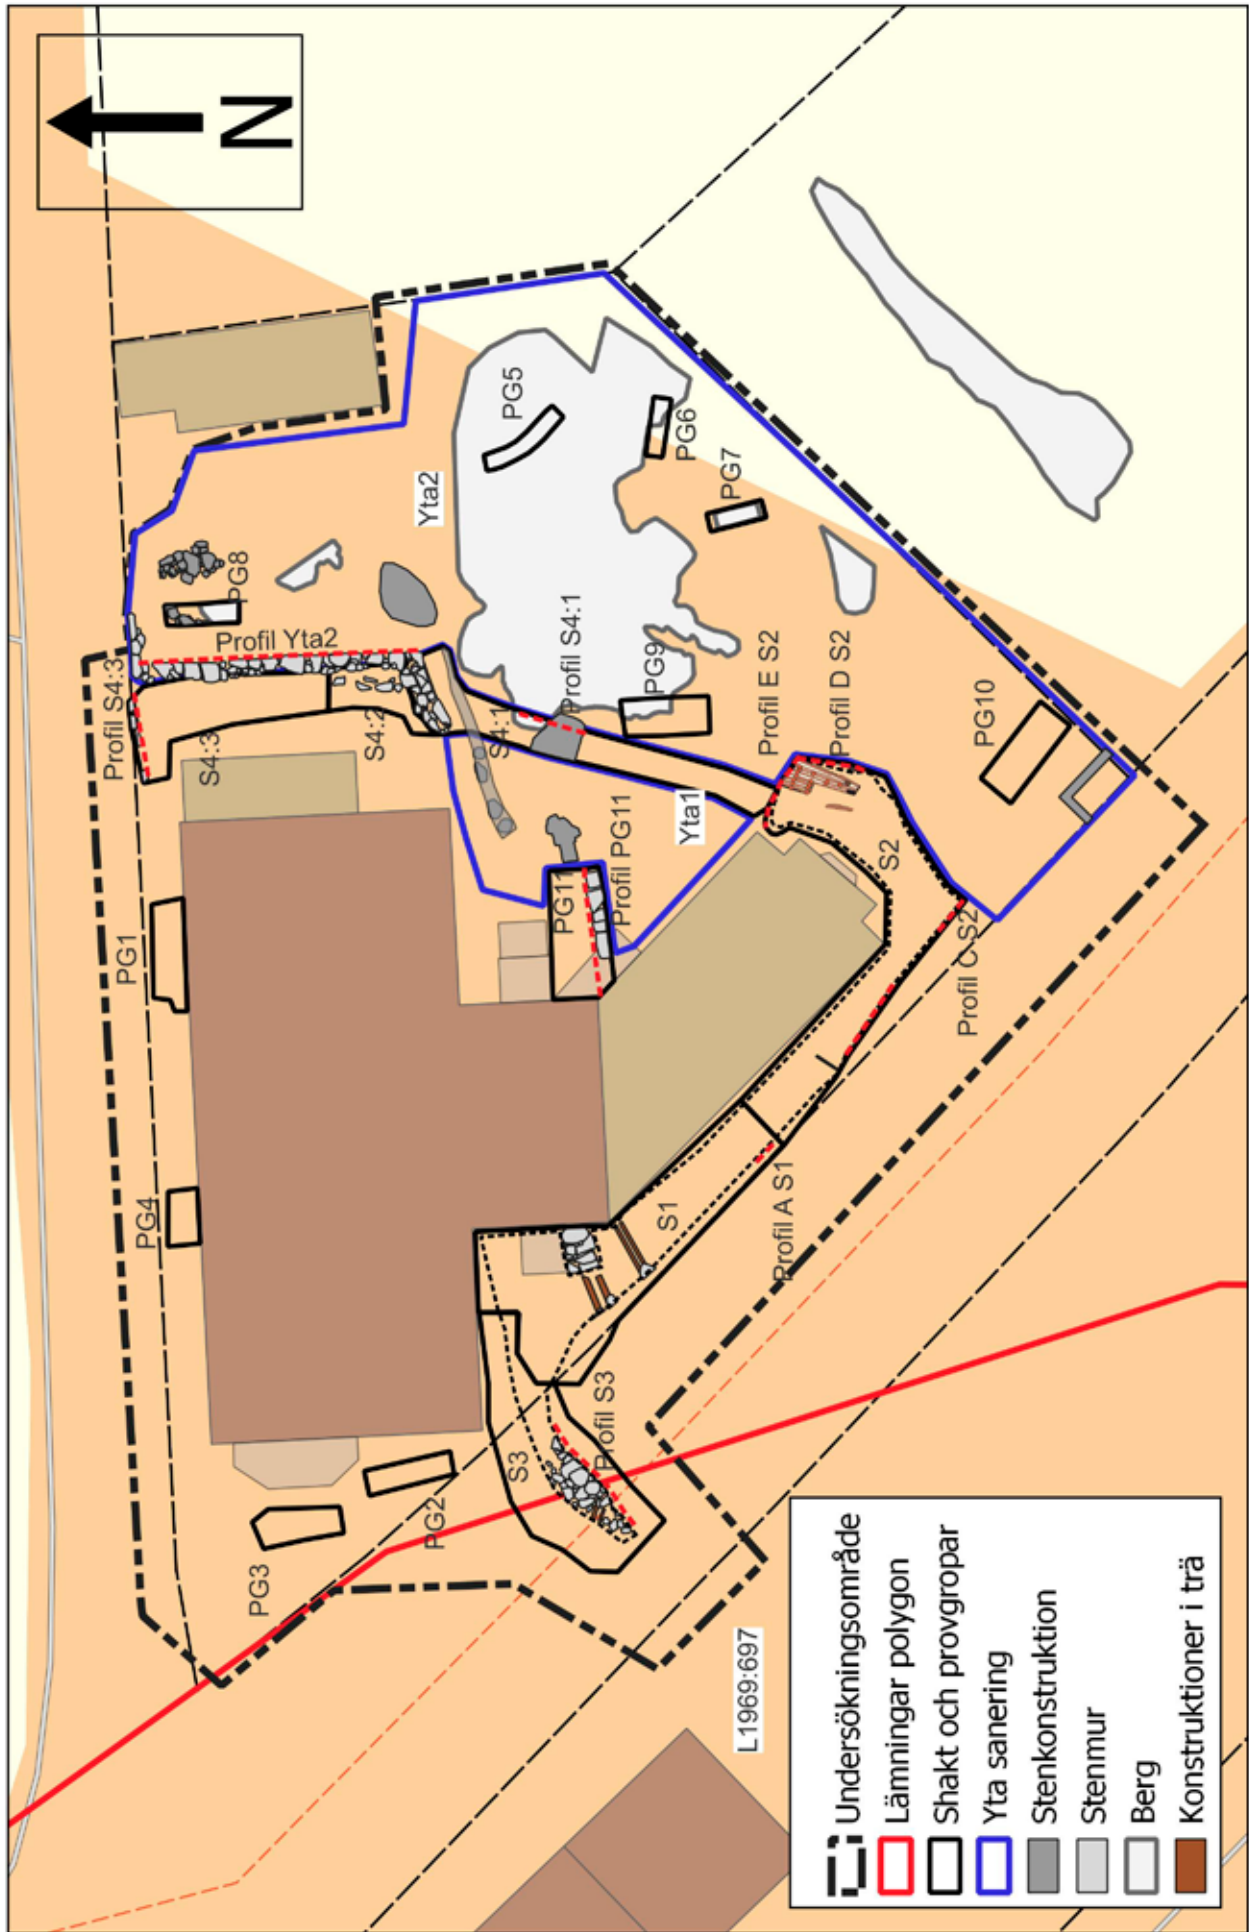 N
PG5
PG6
PG7
Yta2
PG8
Profil Yta2
Profil S4:1
PG9
Profil E S2
Profil D S2
PG10
Profil S4:3
S4:3
S4:2
S4:1
Yta1
Profil PG11
PG11
S2
Profil C S2
PG1
PG4
S1
Profil A S1
Profil S3
S3
PG2
PG3
L1969:697
Undersökningsområde
Lämningar polygon
Shakt och provgropar
Yta sanering
Stenkonstruktion
Stenmur
Berg
Konstruktioner i trä